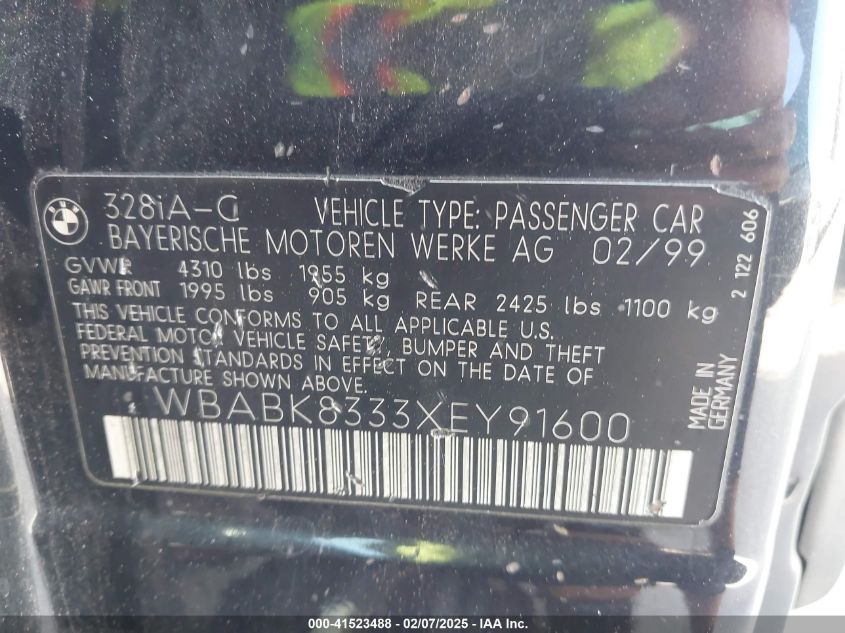 328iA-C VEHICLE TYPE: PASSENGER CAR
BAYERISCHE MOTOREN WERKE AG 02/99
GVWR 4310 lbs 1955 kg
GAWR FRONT 1995 lbs 905 kg REAR 2425 lbs 1100 kg
THIS VEHICLE CONFORMS TO ALL APPLICABLE U.S.
FEDERAL MOTOR VEHICLE SAFETY, BUMPER AND THEFT
PREVENTION STANDARDS IN EFFECT ON THE DATE OF
MANUFACTURE SHOWN ABOVE.
WBABK8333XEY91600
MADE IN
GERMANY
2 122 606
BMW
000-41523488 - 02/07/2025 - © IAA Inc.